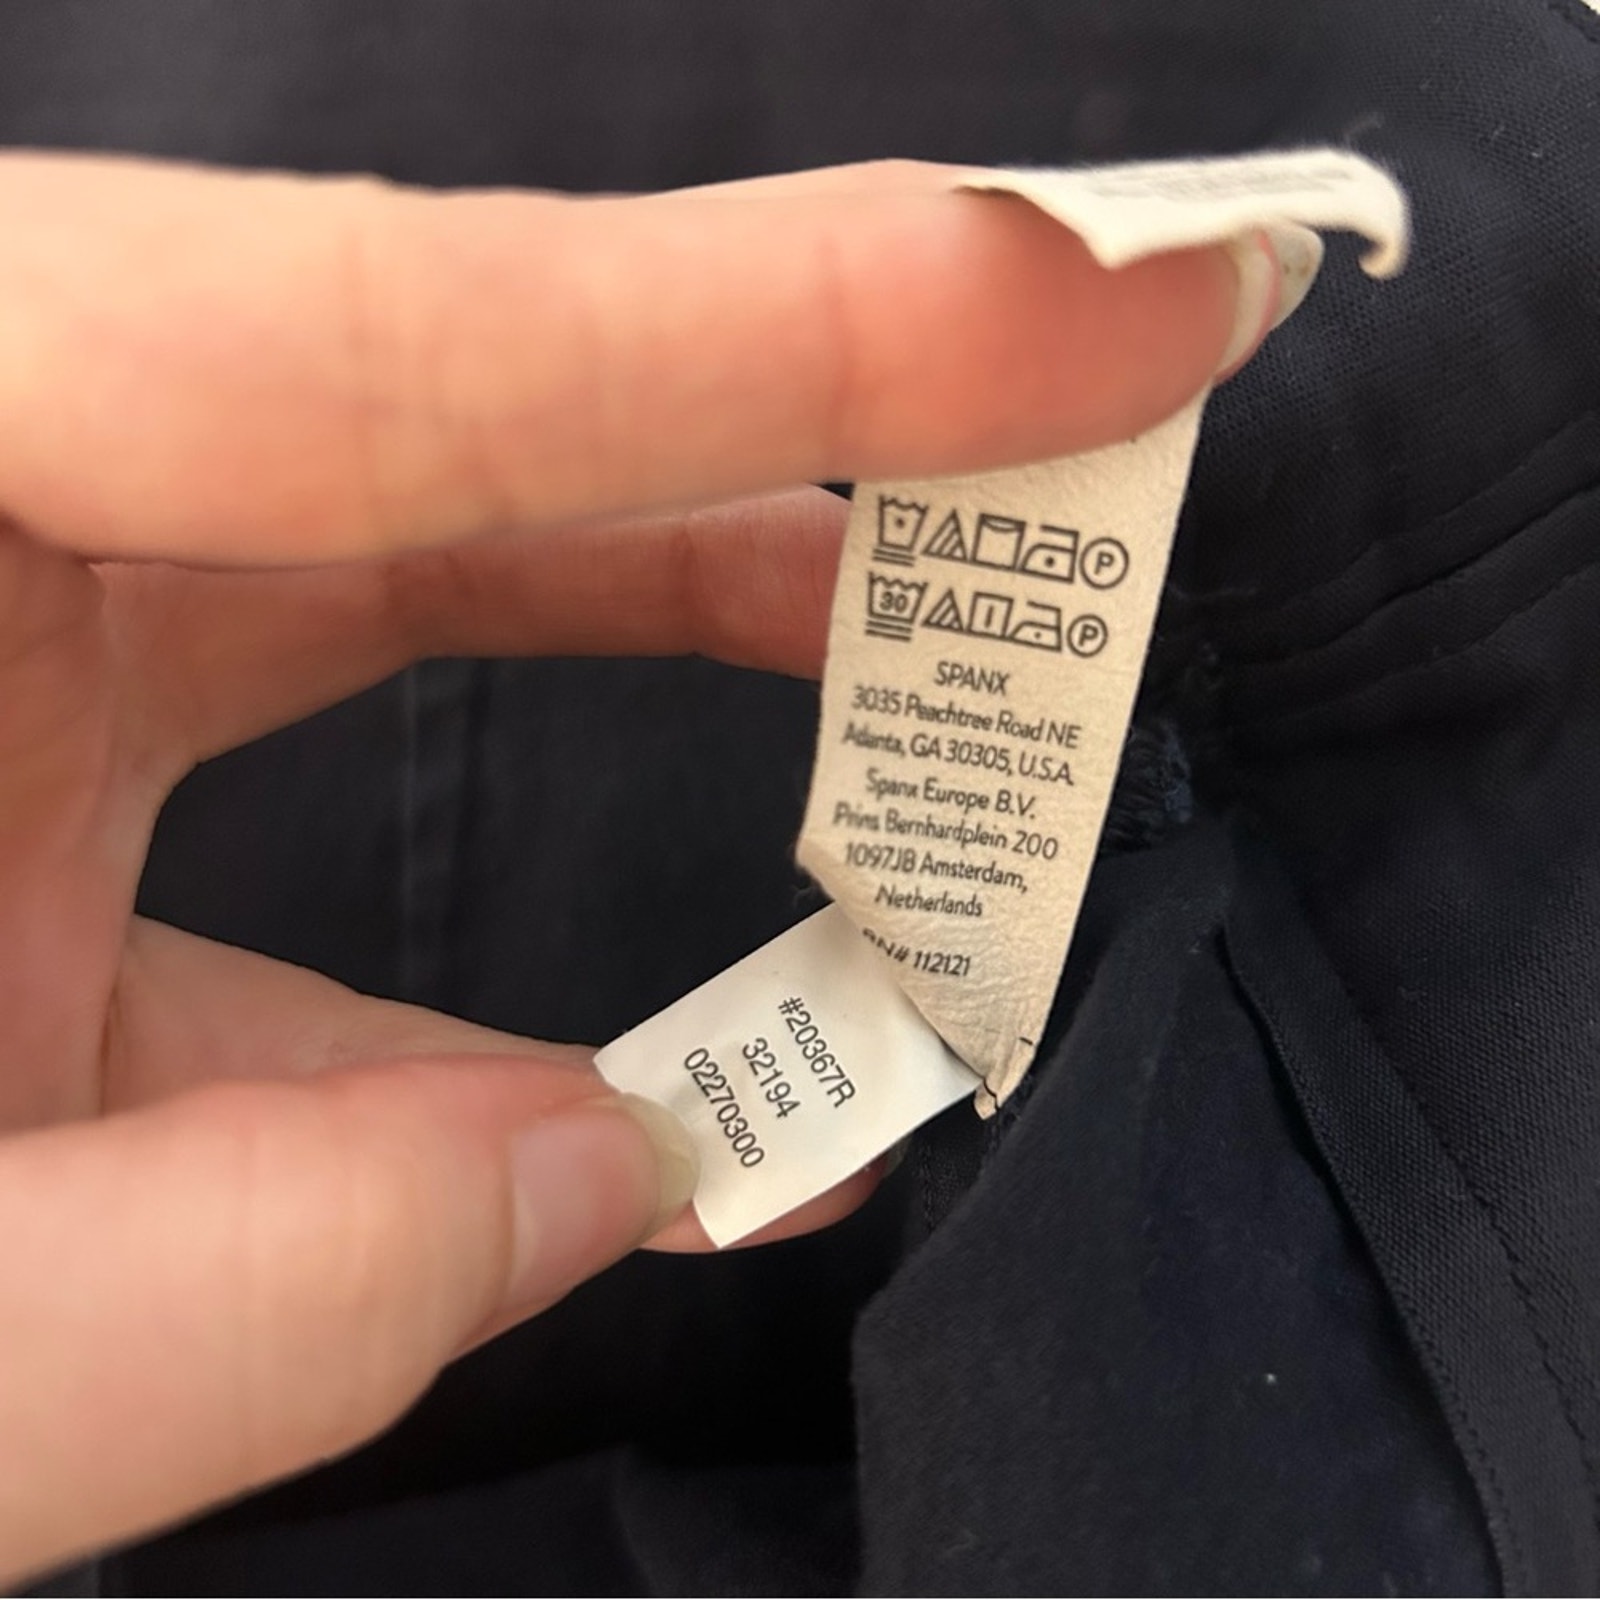 P
30
P
SPANX
3035 Peachtree Road NE
Atlanta, GA 30305, U.S.A.
Spanx Europe B.V.
Prins Bernhardplein 200
1097JB Amsterdam,
Netherlands
RN# 112121
#20367R
32194
02270300